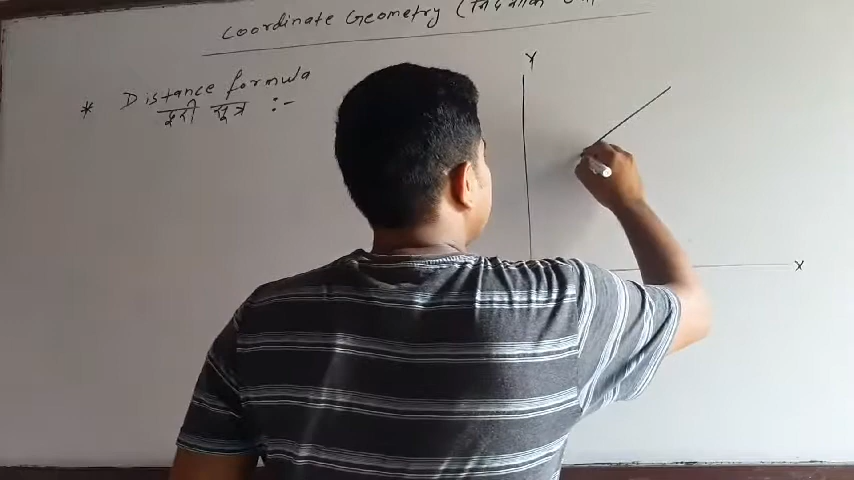 Coordinate Geometry (निर्देशांक
* Distance formula
दूरी सूत्र :-
Y
X